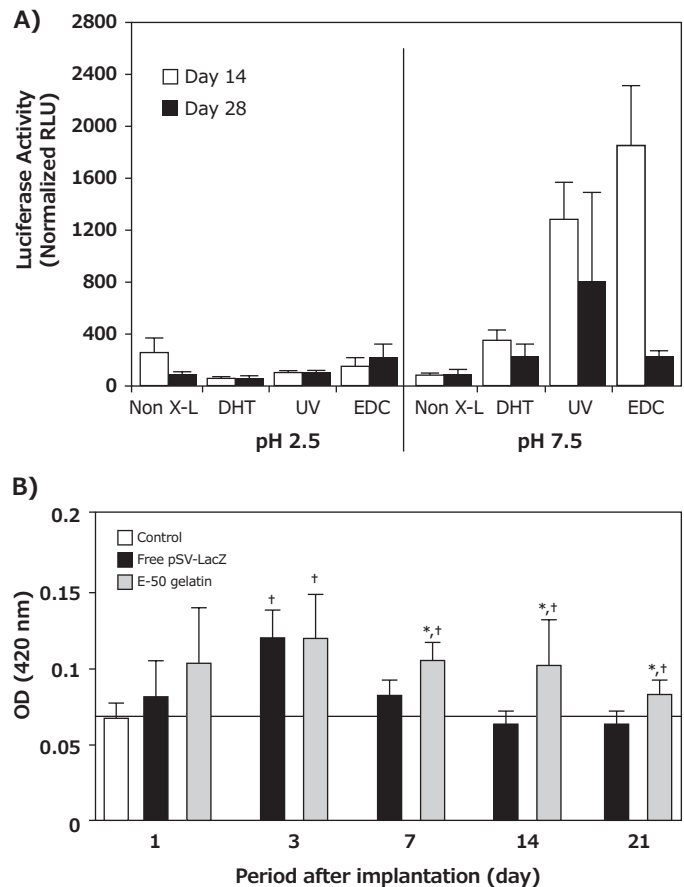 A)
2800
2400
2000
1600
1200
800
400
0
Luciferase Activity
(Normalized RLU)
Day 14
Day 28
Non X-L DHT UV EDC Non X-L DHT UV EDC
pH 2.5 pH 7.5
B)
0.2
0.15
0.1
0.05
0
OD (420 nm)
Control
Free pSV-LacZ
E-50 gelatin
† † *,† *,† *,†
1 3 7 14 21
Period after implantation (day)